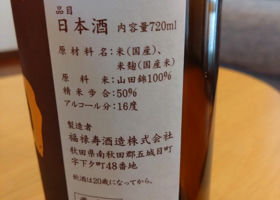 品目
日本酒 内容量720ml
原材料名:米(国産)、
米麹(国産米)
原料米:山田錦100%
精米歩合:50%
アルコール分:16度
製造者
福禄寿酒造株式会社
秋田県南秋田郡五城目町
字下夕町48番地
飲酒は20歳になってから。